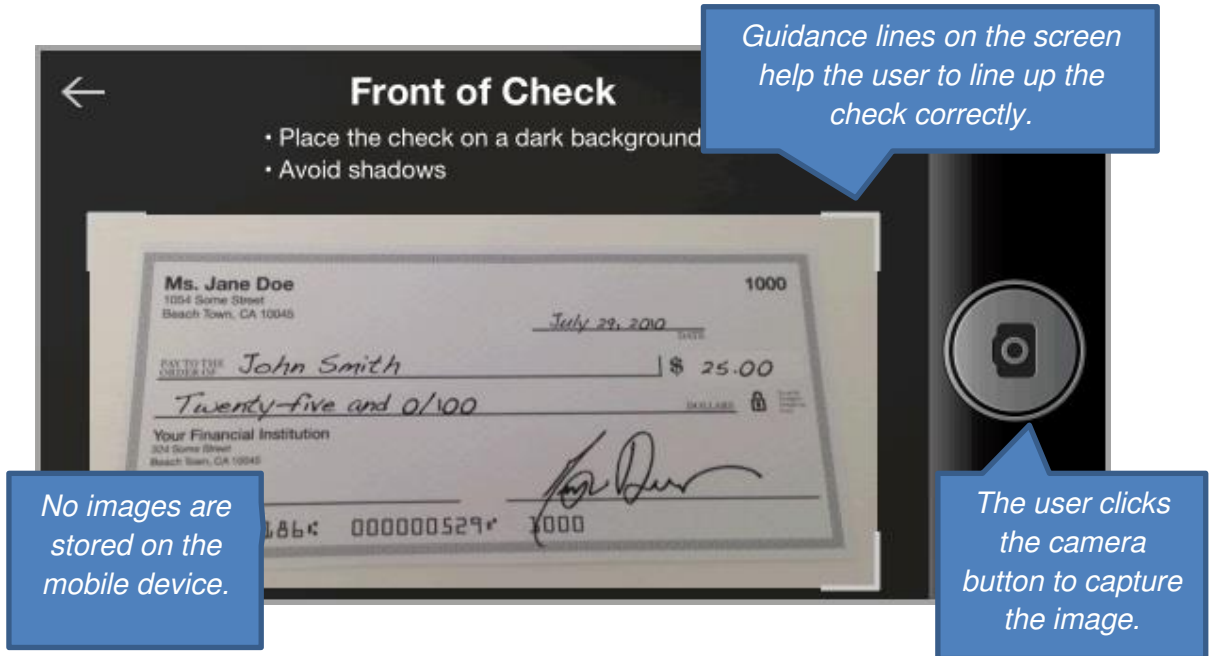 Guidance lines on the screen
help the user to line up the
check correctly.
Front of Check
• Place the check on a dark background
• Avoid shadows
Ms. Jane Doe
1000
1054 Some Street
Beach Town, CA 10045
July 29, 2010
DATE
PAY TO THE
ORDER OF John Smith $ 25.00
Twenty-five and 0/100 DOLLARS
Your Financial Institution
324 Some Street
Beach Town, CA 10045
186 000000529 1000
No images are
stored on the
mobile device.
The user clicks
the camera
button to capture
the image.